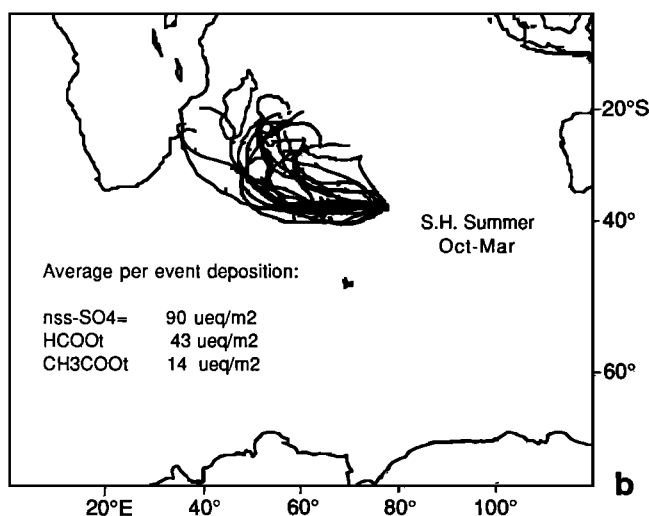 20°S
S.H. Summer
40°
Oct-Mar
Average per event deposition:
nss-SO4= 90 ueq/m2
HCOOt 43 ueq/m2
CH3COOt 14 ueq/m2
60°
b
20°E 40° 60° 80° 100°